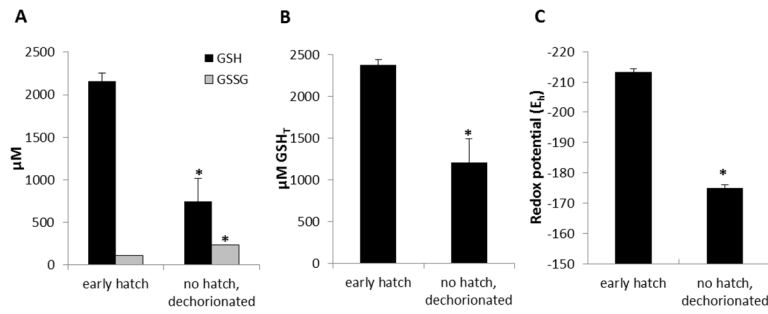 A
2500
2000
1500
1000
500
0
µM
GSH
GSSG
*
*
early hatch
no hatch,
dechorionated
B
2500
2000
1500
1000
500
0
µM GSHT
*
early hatch
no hatch,
dechorionated
C
-220
-210
-200
-190
-180
-170
-160
-150
Redox potential (Eh)
*
early hatch
no hatch,
dechorionated